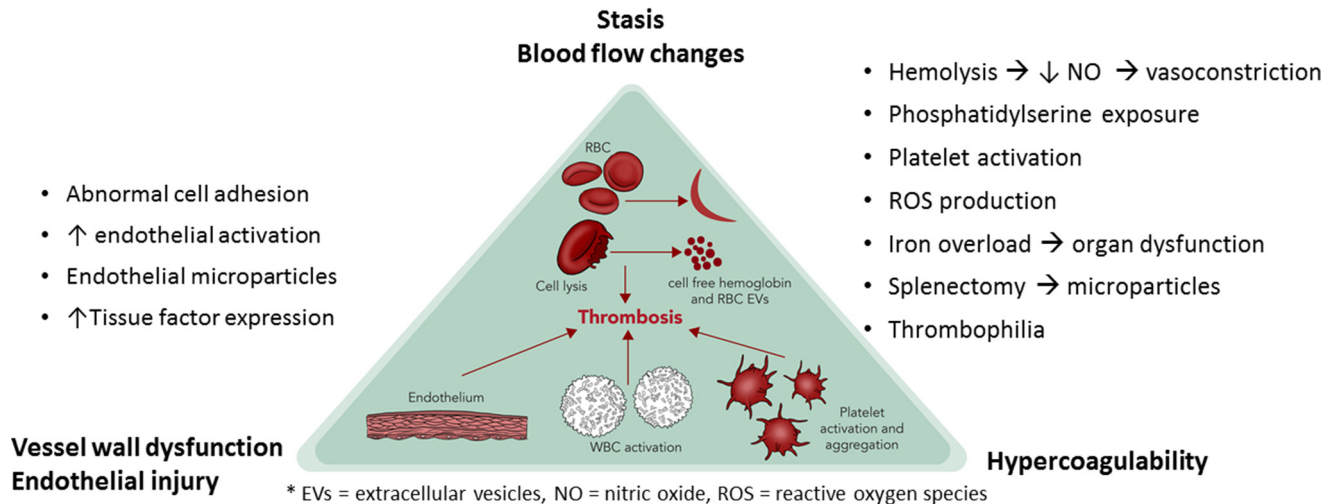 Stasis
Blood flow changes
• Abnormal cell adhesion
• ↑ endothelial activation
• Endothelial microparticles
• ↑Tissue factor expression
• Hemolysis → ↓ NO → vasoconstriction
• Phosphatidylserine exposure
• Platelet activation
• ROS production
• Iron overload → organ dysfunction
• Splenectomy → microparticles
• Thrombophilia
RBC
Cell lysis
cell free hemoglobin
and RBC EVs
Thrombosis
Endothelium
WBC activation
Platelet
activation and
aggregation
Vessel wall dysfunction
Endothelial injury
Hypercoagulability
* EVs = extracellular vesicles, NO = nitric oxide, ROS = reactive oxygen species